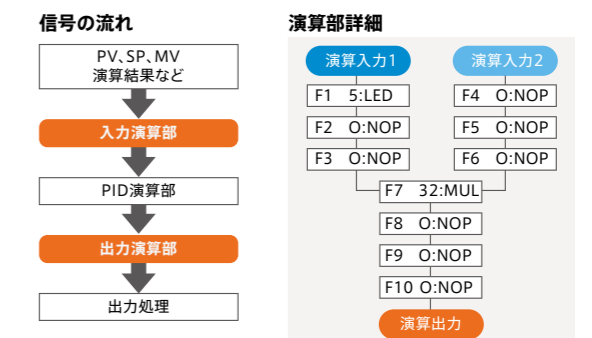 信号の流れ
PV、SP、MV
演算結果など
入力演算部
PID演算部
出力演算部
出力処理
演算部詳細
演算入力1
演算入力2
F1 5:LED
F4 O:NOP
F2 O:NOP
F5 O:NOP
F3 O:NOP
F6 O:NOP
F7 32:MUL
F8 O:NOP
F9 O:NOP
F10 O:NOP
演算出力